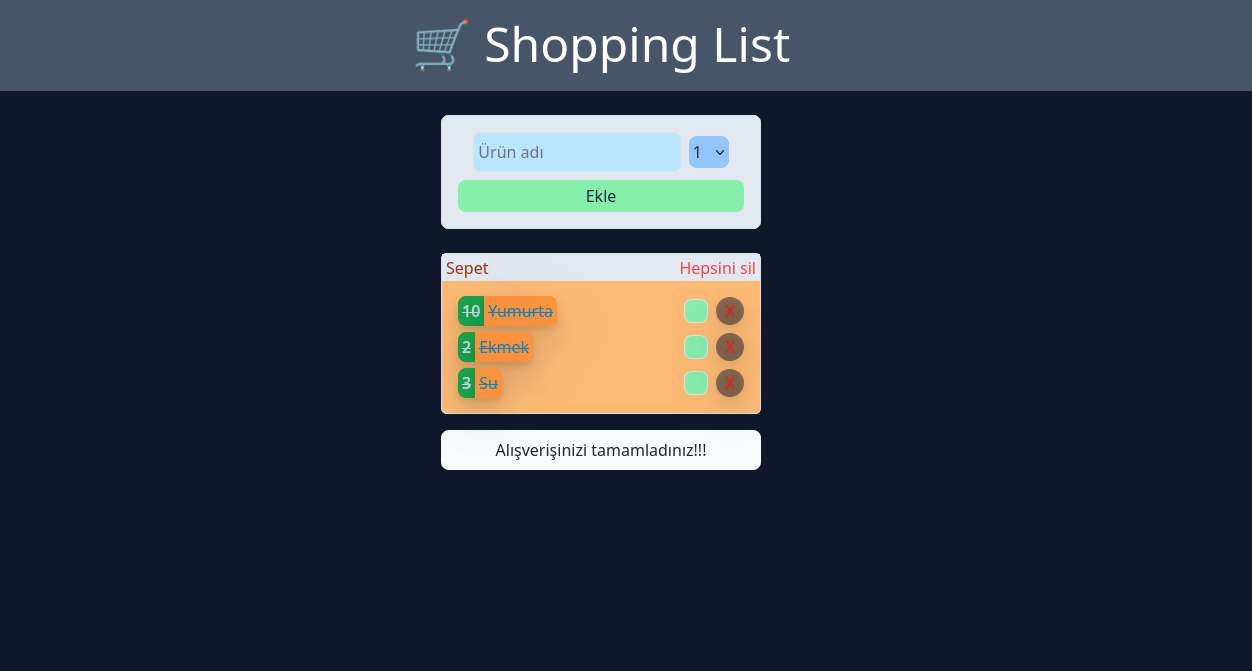 🛒 Shopping List
Ürün adı 1
Ekle
Sepet Hepsini sil
10 Yumurta X
2 Ekmek X
3 Su X
Alışverişinizi tamamladınız!!!